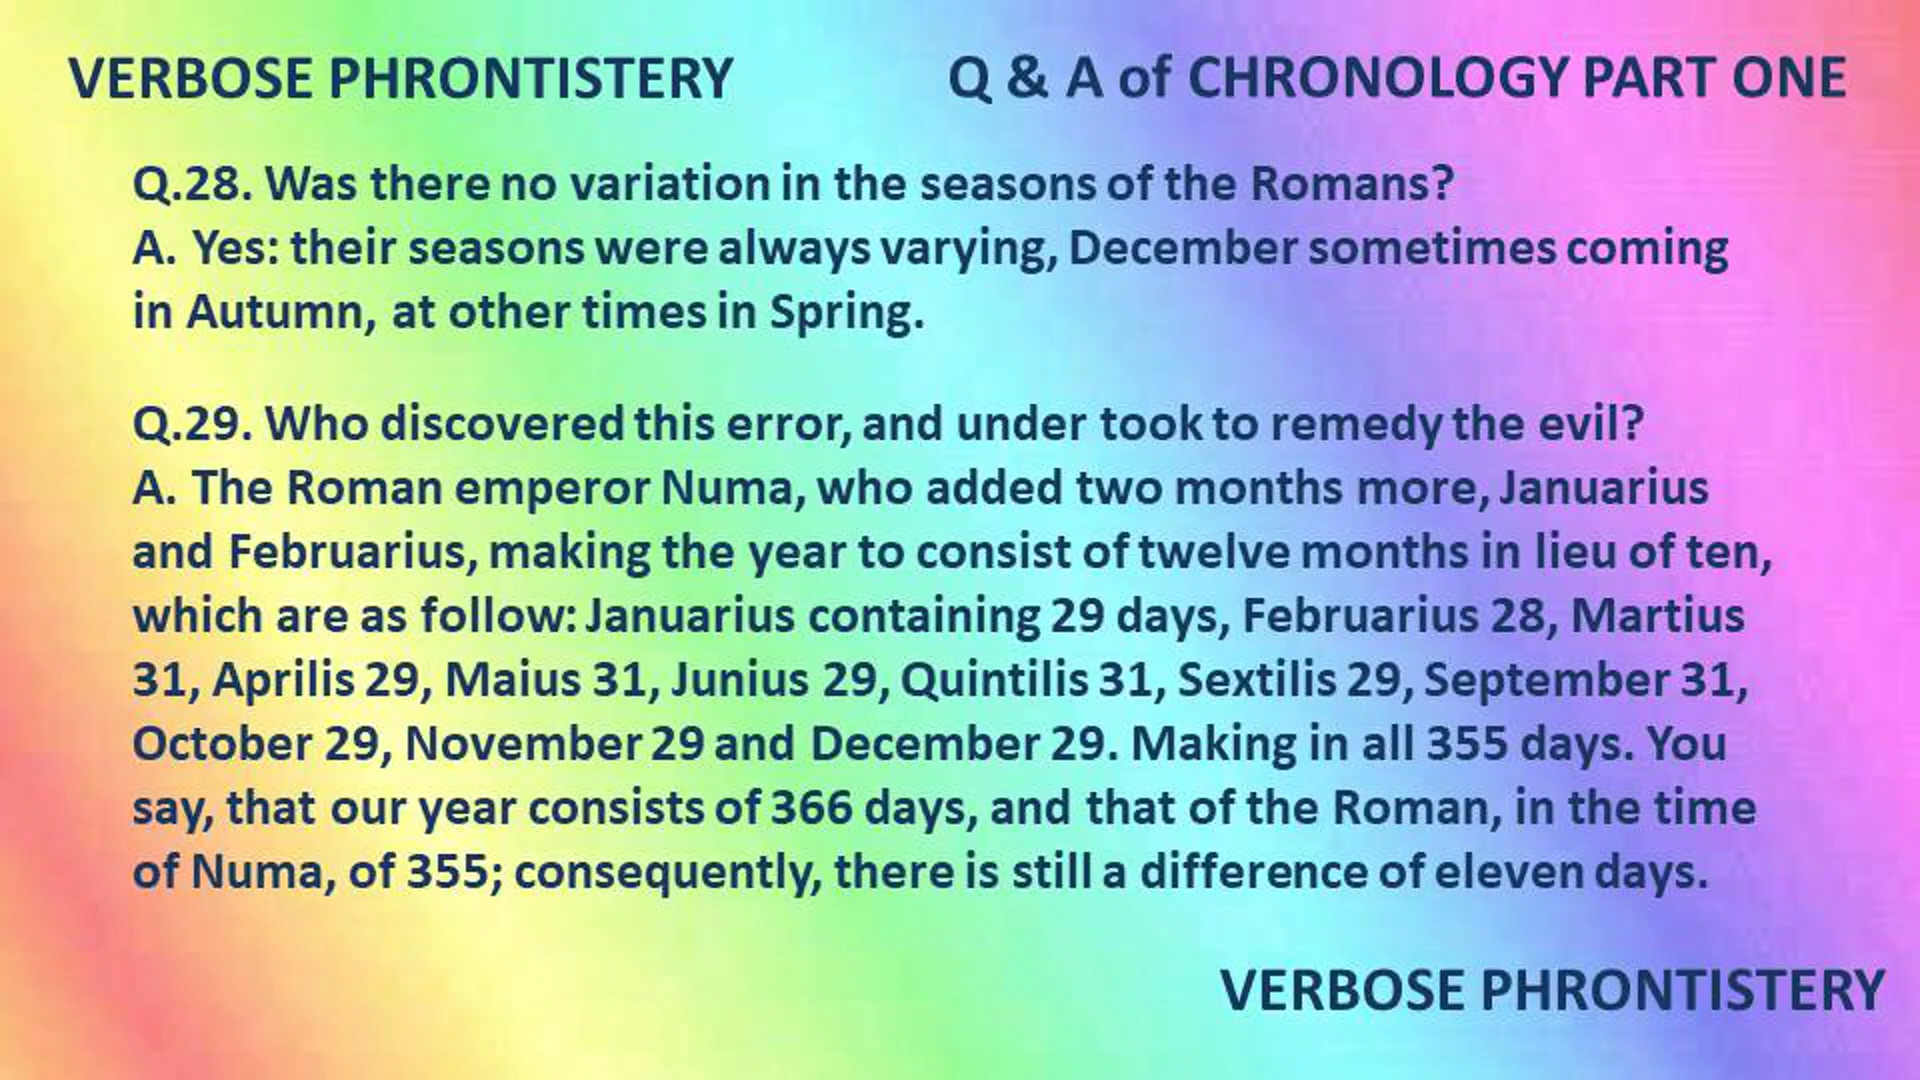 VERBOSE PHRONTISTERY
Q & A of CHRONOLOGY PART ONE
Q.28. Was there no variation in the seasons of the Romans?
A. Yes: their seasons were always varying, December sometimes coming
in Autumn, at other times in Spring.
Q.29. Who discovered this error, and under took to remedy the evil?
A. The Roman emperor Numa, who added two months more, Januarius
and Februarius, making the year to consist of twelve months in lieu of ten,
which are as follow: Januarius containing 29 days, Februarius 28, Martius
31, Aprilis 29, Maius 31, Junius 29, Quintilis 31, Sextilis 29, September 31,
October 29, November 29 and December 29. Making in all 355 days. You
say, that our year consists of 366 days, and that of the Roman, in the time
of Numa, of 355; consequently, there is still a difference of eleven days.
VERBOSE PHRONTISTERY